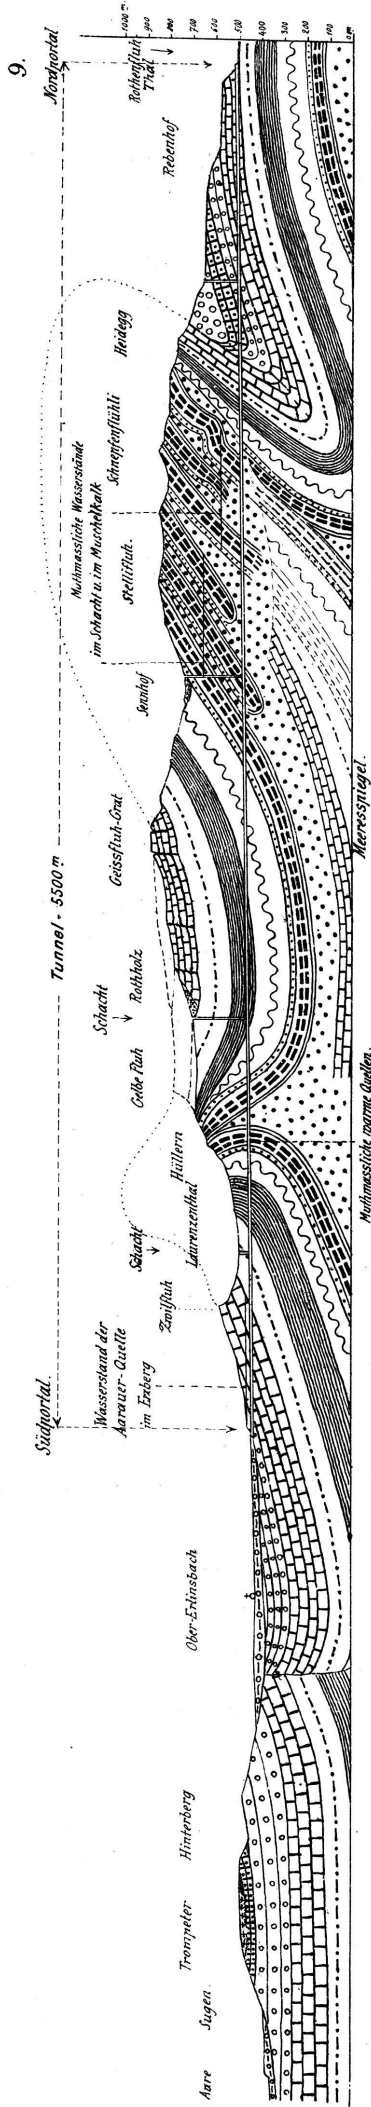 9.
Südportal.
Tunnel - 5500 m
Nordportal
Aare
Sugen.
Trompeter
Hinterberg
Ober-Erlinsbach
Wasserstand der
Aarauer-Quelle
im Erzberg
Zwilfluh
Schacht
Laurenzenthal
Hüllern
Gelbe Fluh
Schacht
Rothholz
Geissfluh-Grat
Sennhof
Muthmassliche Wasserstände
im Schacht u. im Muschelkalk
Stellifluh.
Schnepfenflühli
Heidegg
Rebenhof
Rothenfluh
Thal
1000 m.
900
800
700
600
500
400
300
200
100
0 m
Muthmassliche warme Quellen.
Meeresspiegel.